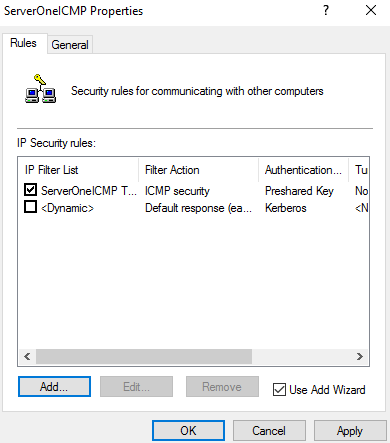 ServerOneICMP Properties
Rules General
Security rules for communicating with other computers
IP Security rules:
IP Filter List Filter Action Authentication... Tu
ServerOneICMP T... ICMP security Preshared Key No
<Dynamic> Default response (ea... Kerberos <N
Add... Edit... Remove Use Add Wizard
OK Cancel Apply